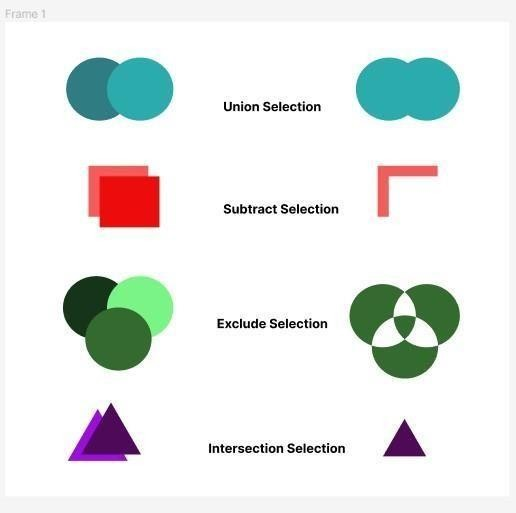 Frame 1
Union Selection
Subtract Selection
Exclude Selection
Intersection Selection